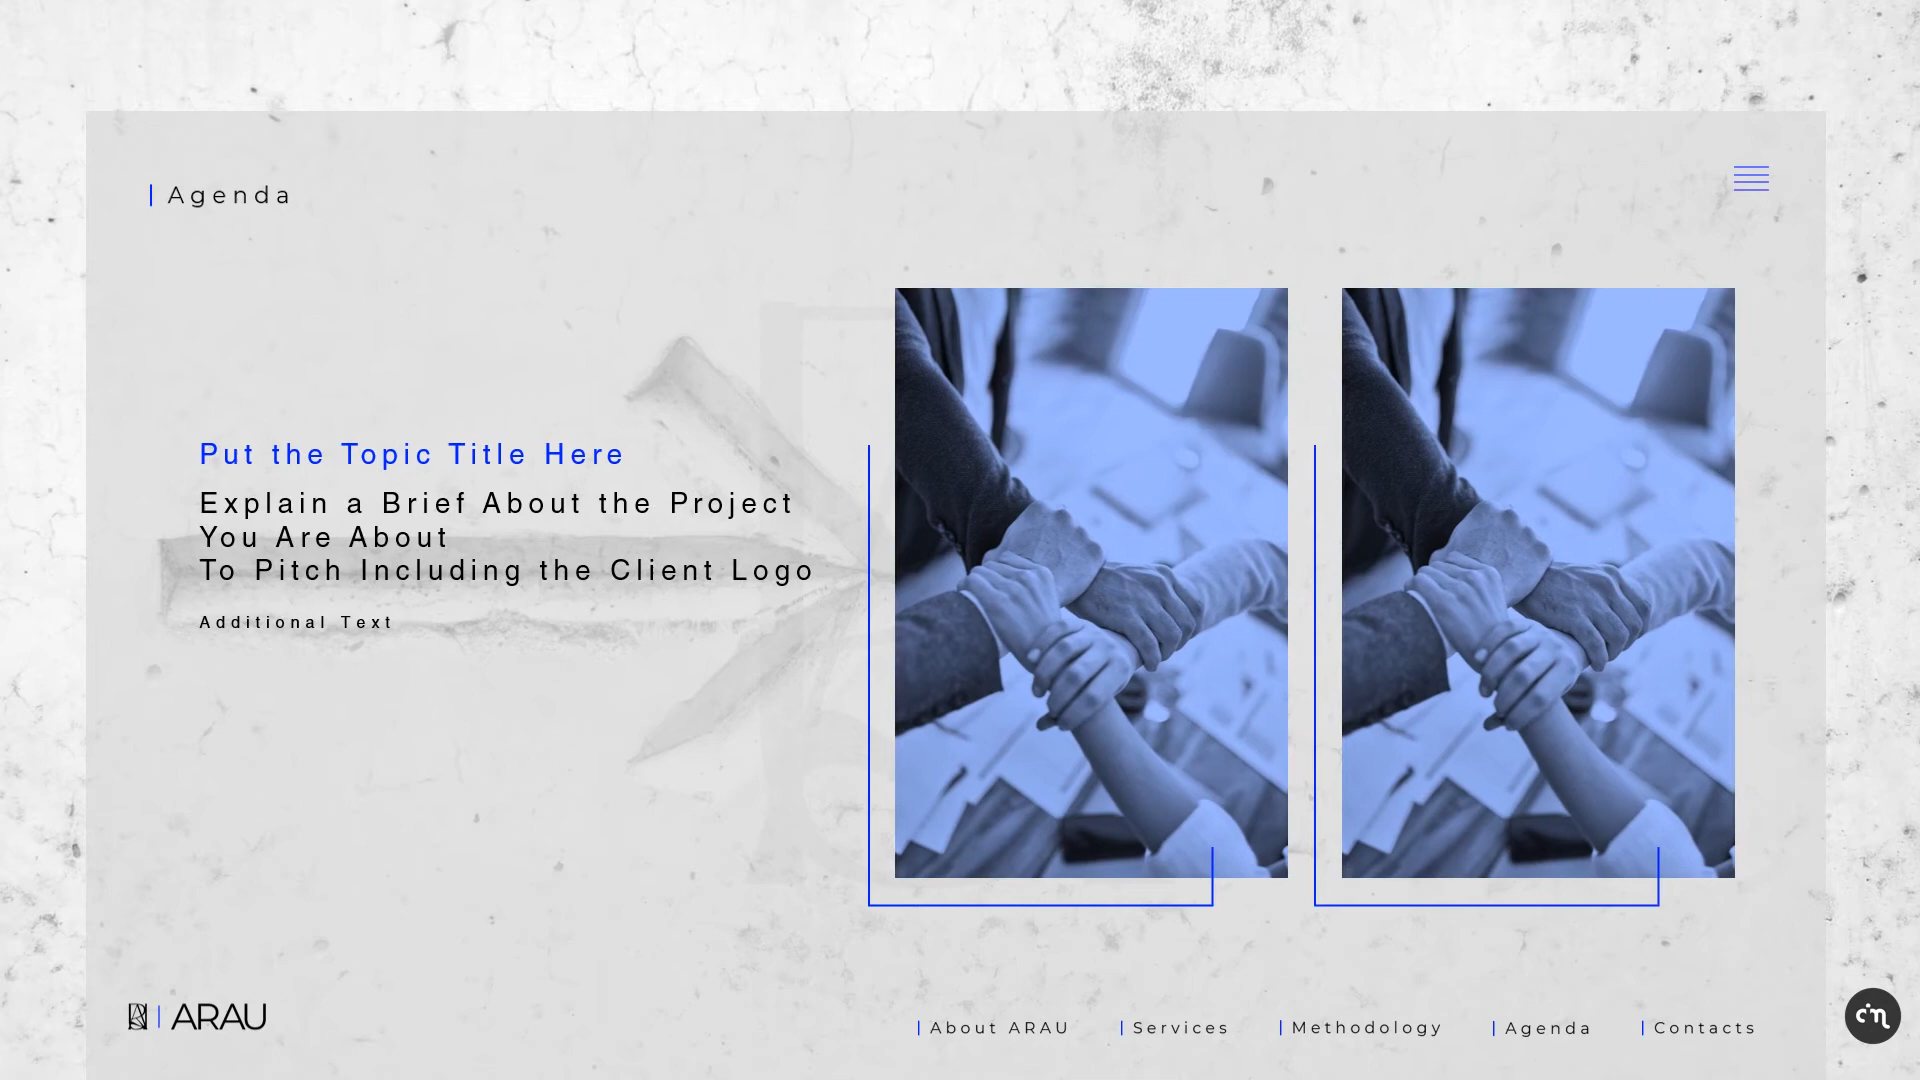 Agenda
Put the Topic Title Here
Explain a Brief About the Project
You Are About
To Pitch Including the Client Logo
Additional Text
ARAU
About ARAU
Services
Methodology
Agenda
Contacts